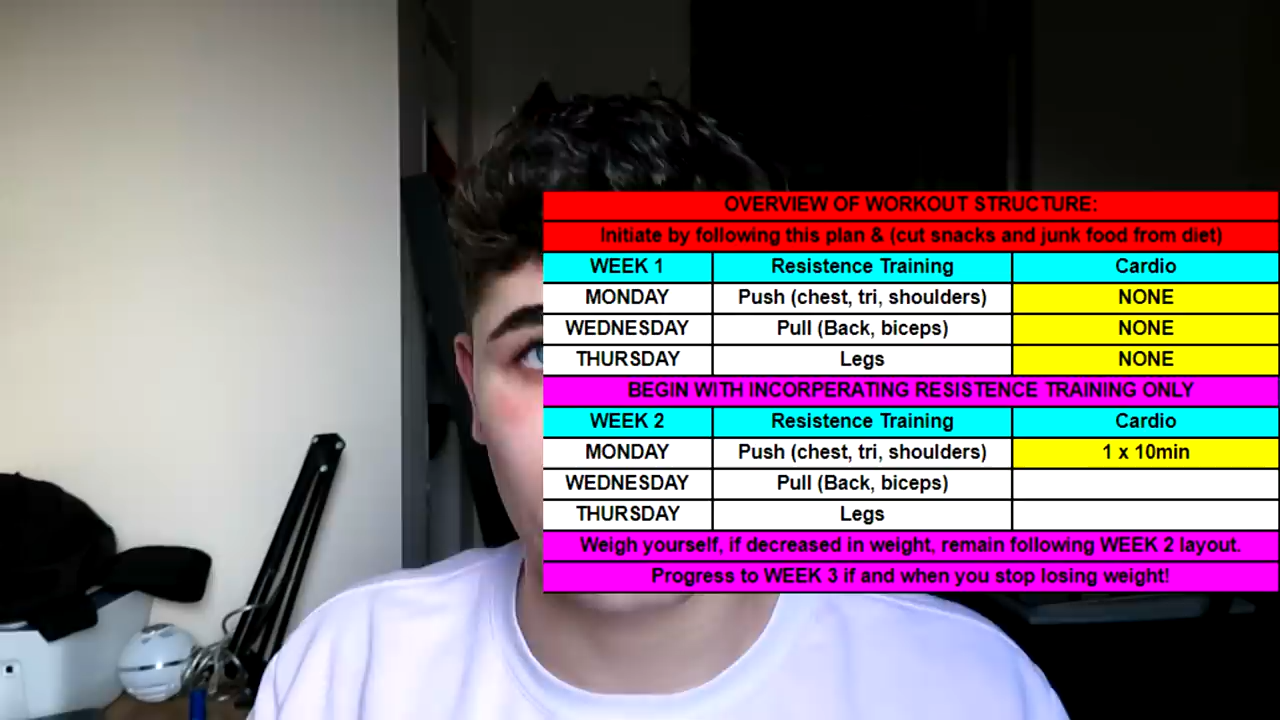 OVERVIEW OF WORKOUT STRUCTURE:
Initiate by following this plan & (cut snacks and junk food from diet)
WEEK 1 Resistence Training Cardio
MONDAY Push (chest, tri, shoulders) NONE
WEDNESDAY Pull (Back, biceps) NONE
THURSDAY Legs NONE
BEGIN WITH INCORPERATING RESISTENCE TRAINING ONLY
WEEK 2 Resistence Training Cardio
MONDAY Push (chest, tri, shoulders) 1 x 10min
WEDNESDAY Pull (Back, biceps)
THURSDAY Legs
Weigh yourself, if decreased in weight, remain following WEEK 2 layout.
Progress to WEEK 3 if and when you stop losing weight!